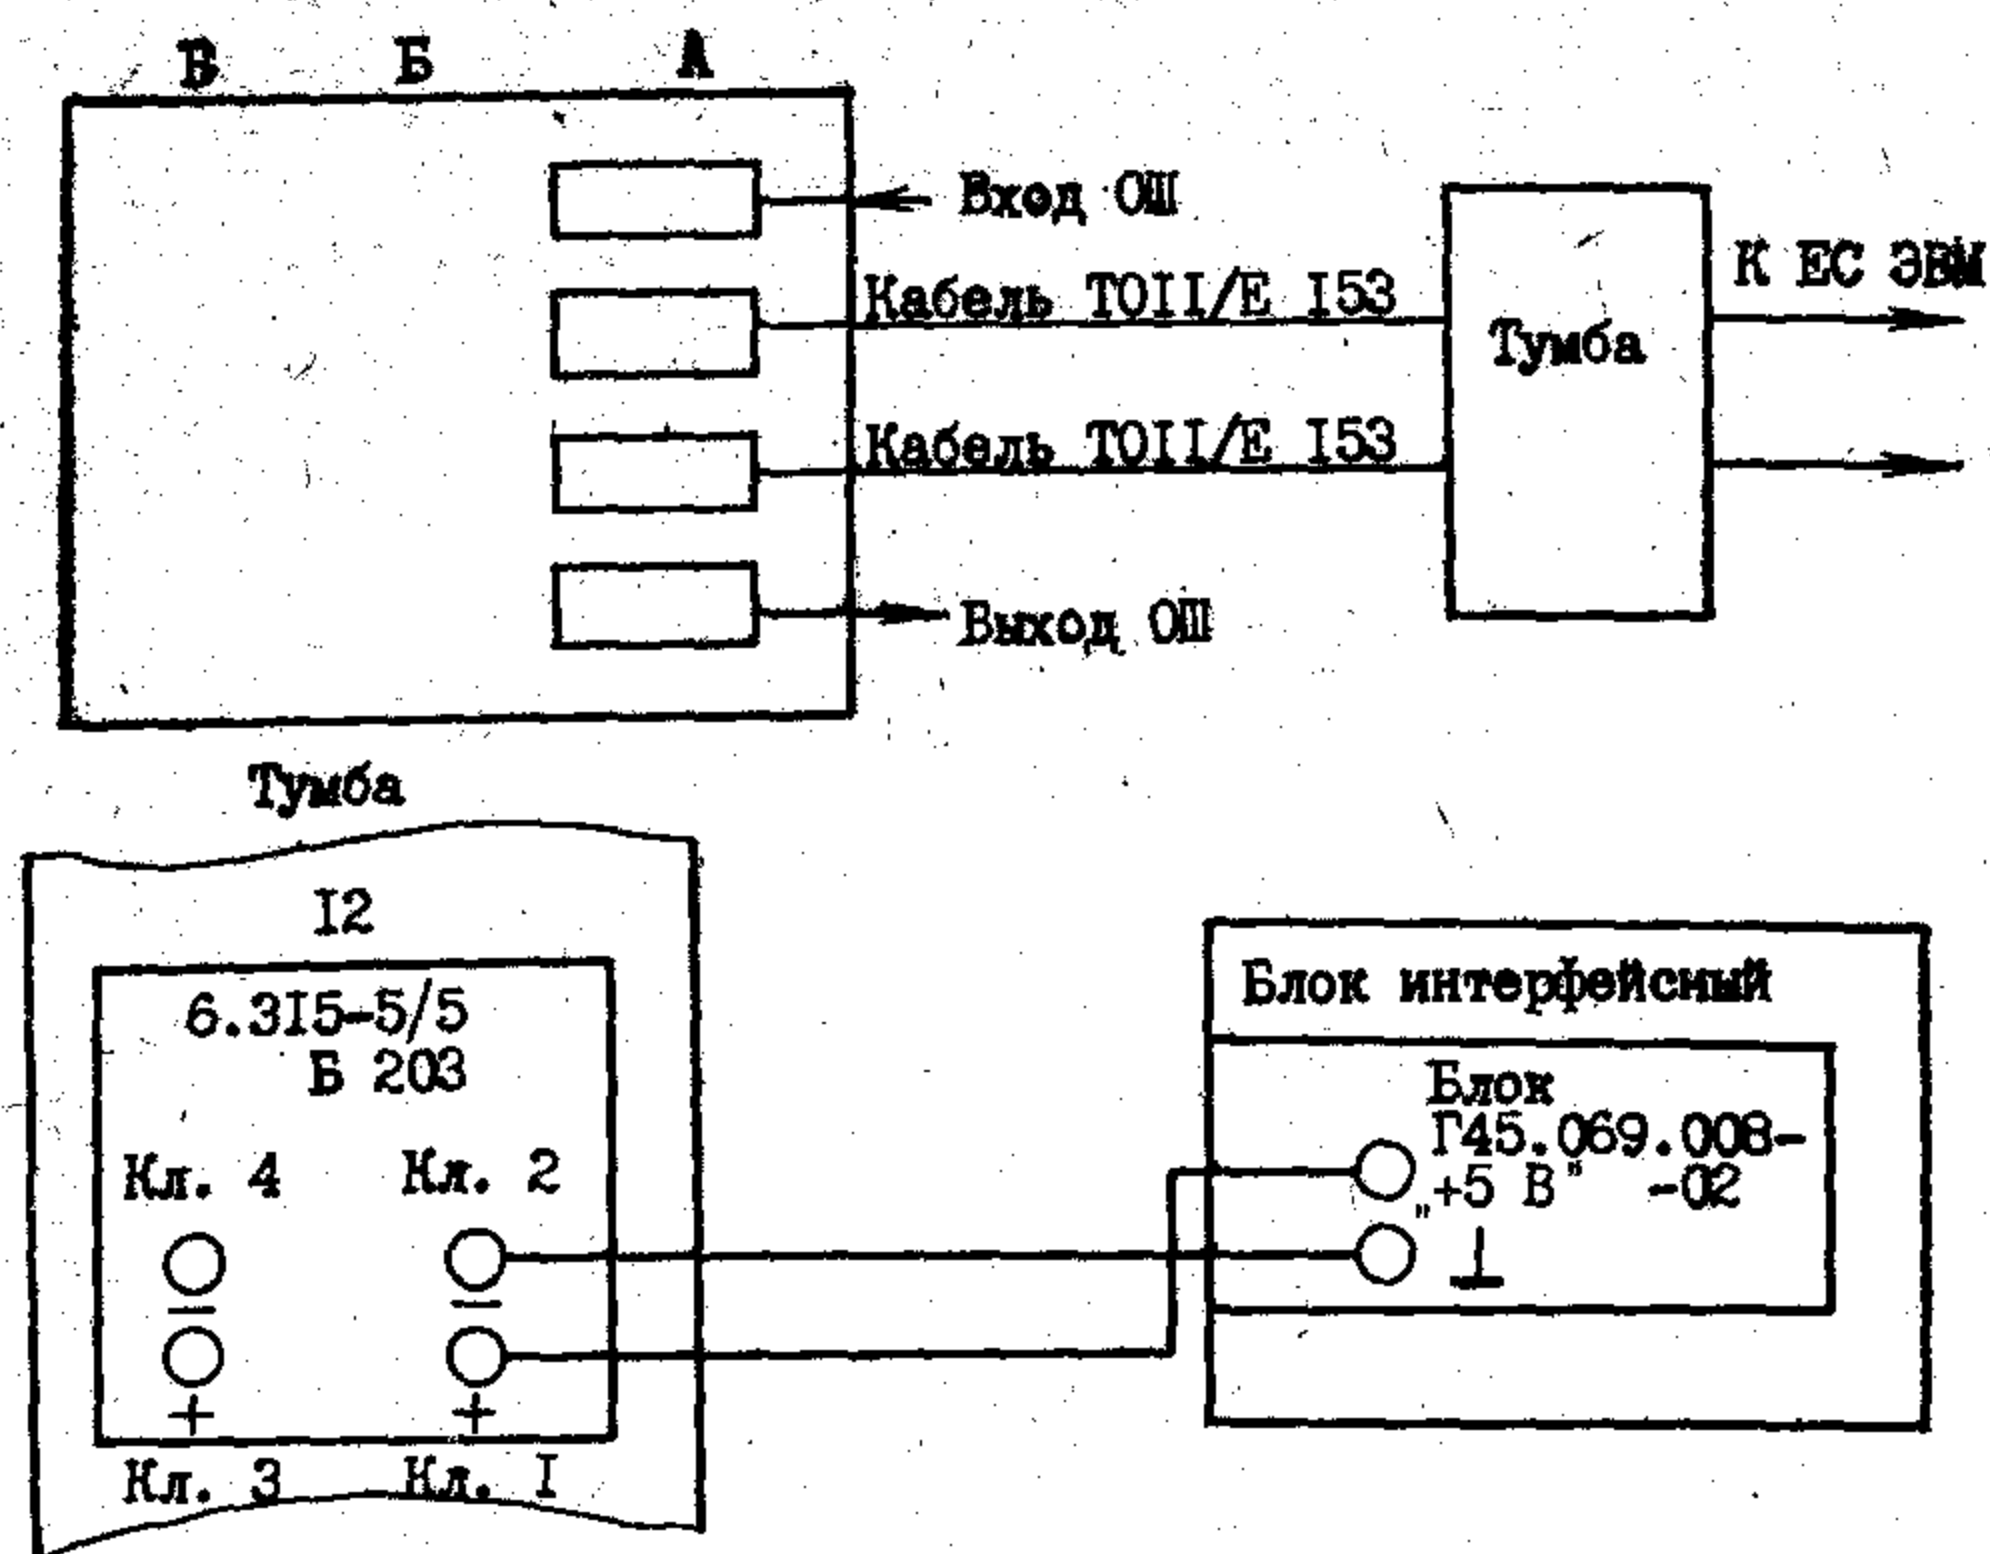 В Б А
Вход ОШ
Кабель ТОII/Е I53
К ЕС ЭВМ
Тумба
Кабель ТОII/Е I53
Выход ОШ
Тумба
I2
6.3I5-5/5
Б 203
Кл. 4 Кл. 2
− −
+ +
Кл. 3 Кл. I
Блок интерфейсный
Блок
Г45.069.008-
„+5 В" -02
⊥